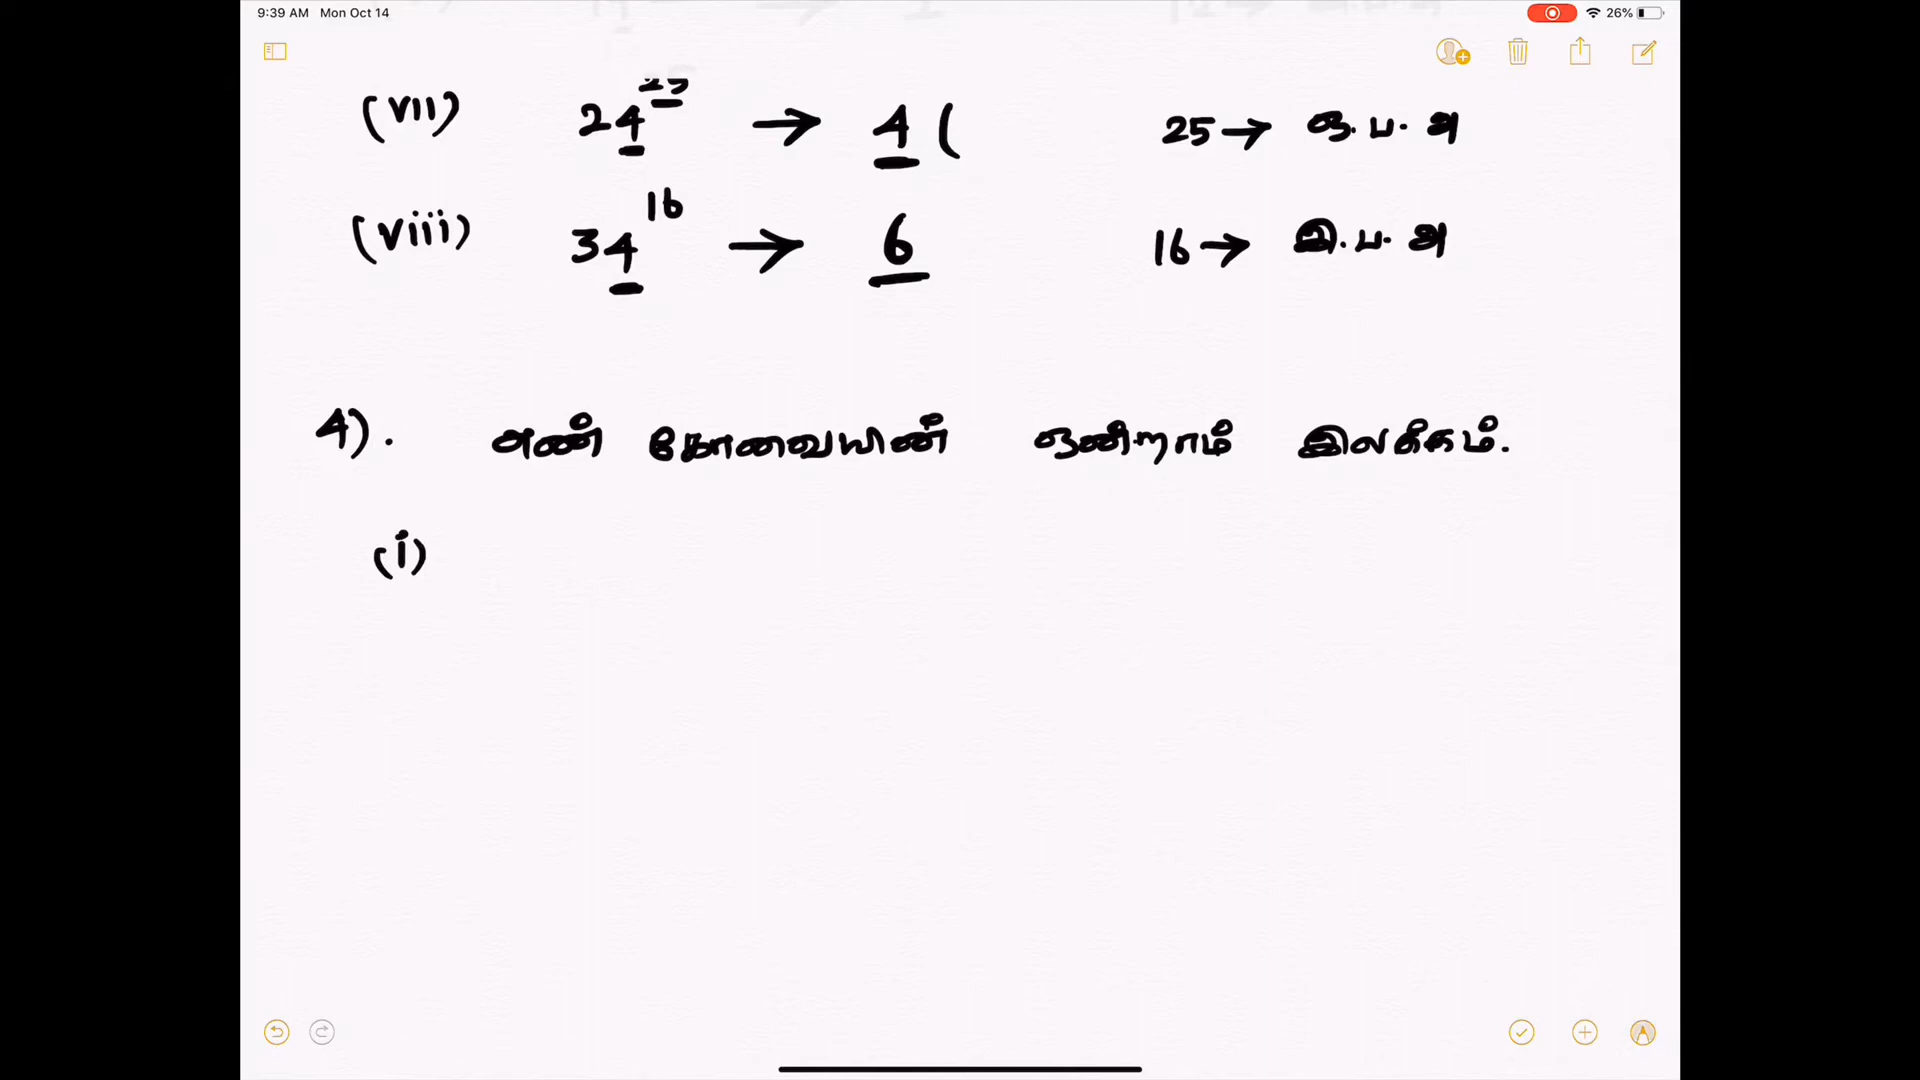 9:39 AM Mon Oct 14 26%
(vii) 24^25 → 4 ( 25 → ஒ.ப.அ
(viii) 34^16 → 6 16 → இ.ப.அ
4). எண் கோவையின் ஒன்றாம் இலக்கம்.
(i)